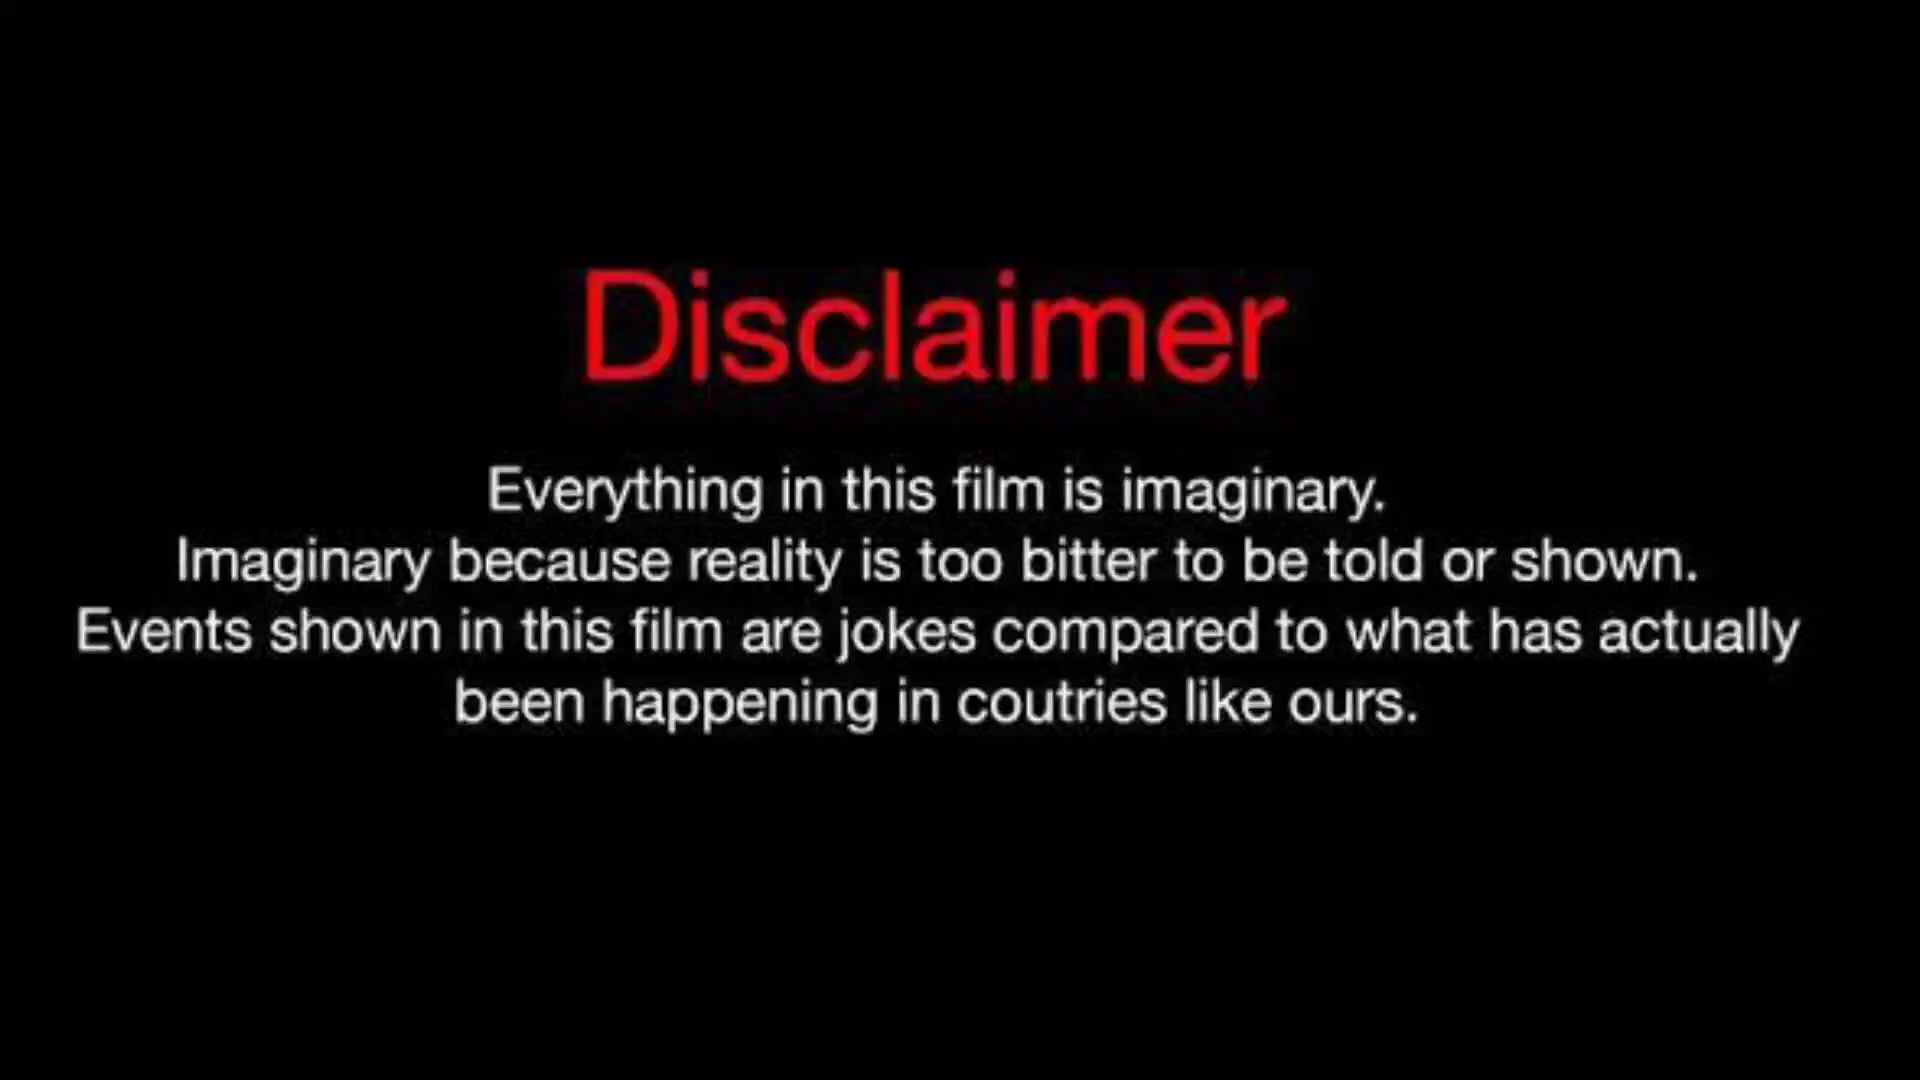 Disclaimer
Everything in this film is imaginary.
Imaginary because reality is too bitter to be told or shown.
Events shown in this film are jokes compared to what has actually
been happening in coutries like ours.